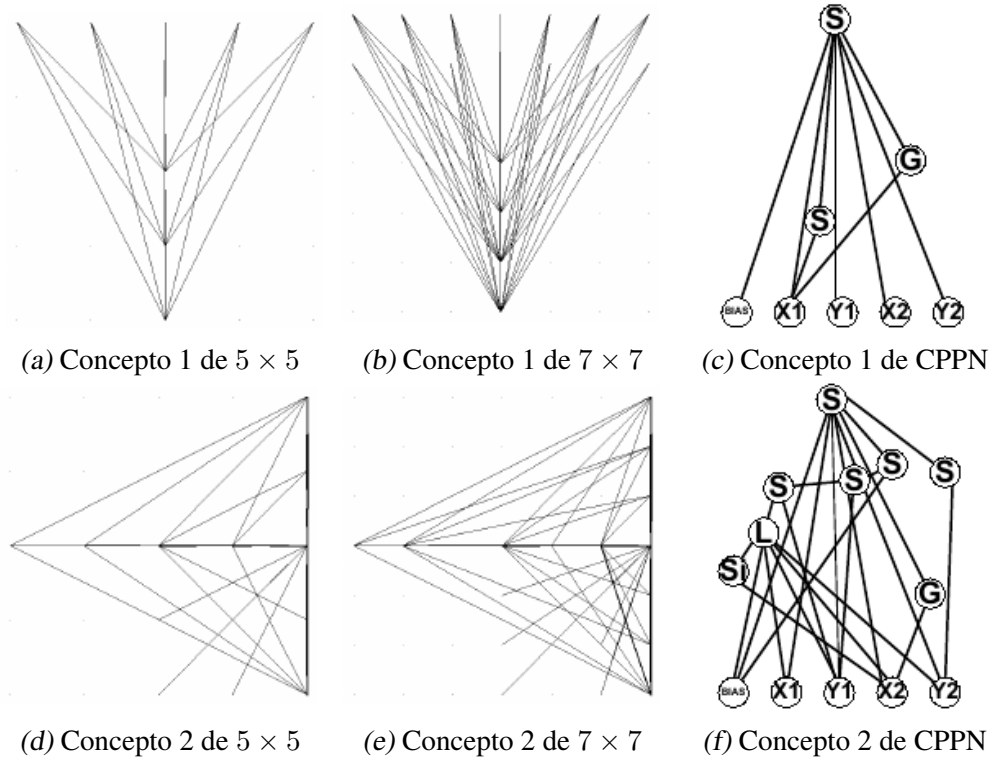 S
G
S
BIAS X1 Y1 X2 Y2
(a) Concepto 1 de 5 × 5 (b) Concepto 1 de 7 × 7 (c) Concepto 1 de CPPN
S
S S S S
L
Si G
BIAS X1 Y1 X2 Y2
(d) Concepto 2 de 5 × 5 (e) Concepto 2 de 7 × 7 (f) Concepto 2 de CPPN